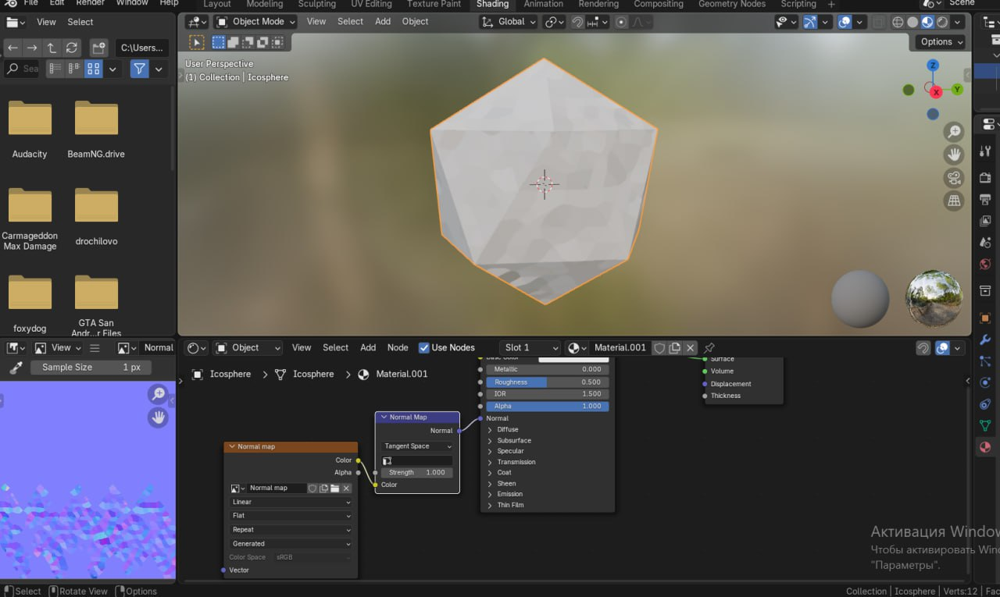 File Edit Render Window Help
Layout Modeling Sculpting UV Editing Texture Paint Shading Animation Rendering Compositing Geometry Nodes Scripting +
Scene
View Select
Object Mode View Select Add Object
Global
C:\Users...
Options
Sea
User Perspective
(1) Collection | Icosphere
Z
Y
X
Audacity
BeamNG.drive
Carmageddon Max Damage
drochilovo
foxydog
GTA San Andr...r Files
View
Normal
Sample Size 1 px
Object View Select Add Node Use Nodes Slot 1 Material.001
Icosphere > Icosphere > Material.001
Base Color
Metallic 0.000
Roughness 0.500
IOR 1.500
Alpha 1.000
Normal
Diffuse
Subsurface
Specular
Transmission
Coat
Sheen
Emission
Thin Film
Surface
Volume
Displacement
Thickness
Normal Map
Normal
Tangent Space
Strength 1.000
Color
Normal map
Color
Alpha
Normal map
Linear
Flat
Repeat
Generated
Color Space sRGB
Vector
Активация Window
Чтобы активировать Win
"Параметры".
Select Rotate View Options
Collection | Icosphere | Verts:12 | Fac